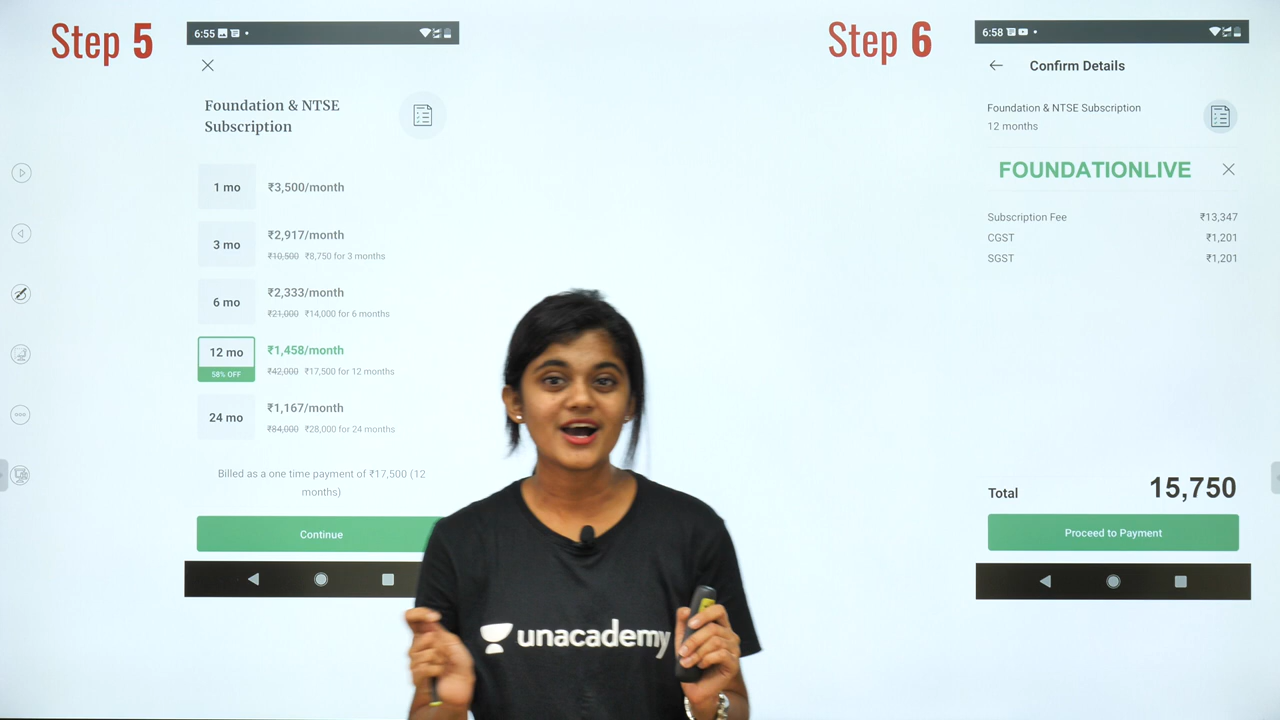 Step 5
6:55
Foundation & NTSE
Subscription
1 mo
₹3,500/month
3 mo
₹2,917/month
₹10,500 ₹8,750 for 3 months
6 mo
₹2,333/month
₹21,000 ₹14,000 for 6 months
12 mo
58% OFF
₹1,458/month
₹42,000 ₹17,500 for 12 months
24 mo
₹1,167/month
₹84,000 ₹28,000 for 24 months
Billed as a one time payment of ₹17,500 (12
months)
Continue
Step 6
6:58
Confirm Details
Foundation & NTSE Subscription
12 months
FOUNDATIONLIVE
Subscription Fee ₹13,347
CGST ₹1,201
SGST ₹1,201
Total 15,750
Proceed to Payment
unacademy